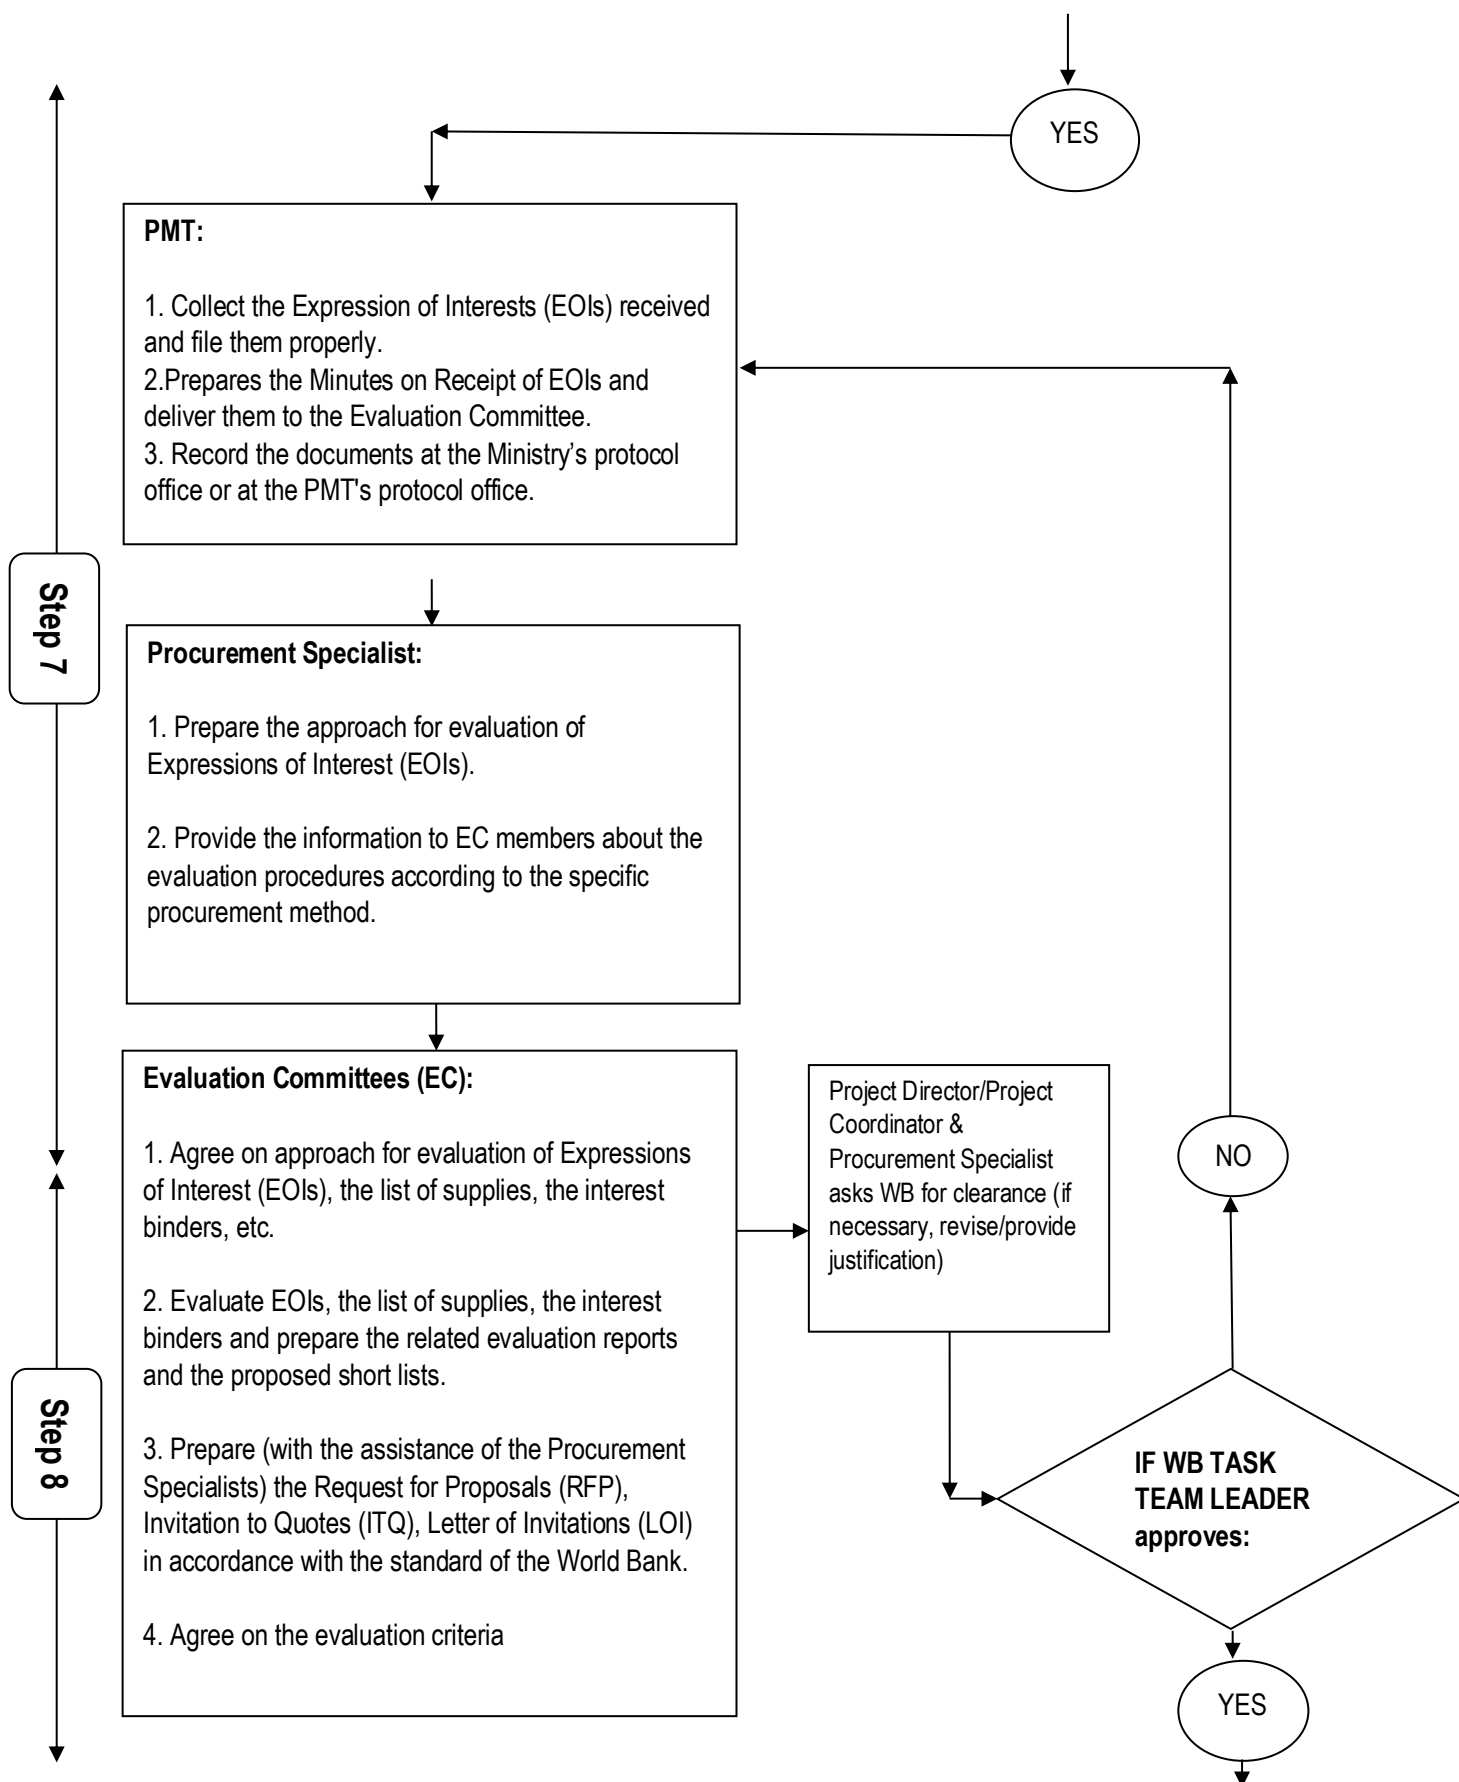 YES
PMT:
1. Collect the Expression of Interests (EOIs) received
and file them properly.
2.Prepares the Minutes on Receipt of EOIs and
deliver them to the Evaluation Committee.
3. Record the documents at the Ministry’s protocol
office or at the PMT's protocol office.
Step 7
Procurement Specialist:
1. Prepare the approach for evaluation of
Expressions of Interest (EOIs).
2. Provide the information to EC members about the
evaluation procedures according to the specific
procurement method.
Evaluation Committees (EC):
1. Agree on approach for evaluation of Expressions
of Interest (EOIs), the list of supplies, the interest
binders, etc.
2. Evaluate EOIs, the list of supplies, the interest
binders and prepare the related evaluation reports
and the proposed short lists.
3. Prepare (with the assistance of the Procurement
Specialists) the Request for Proposals (RFP),
Invitation to Quotes (ITQ), Letter of Invitations (LOI)
in accordance with the standard of the World Bank.
4. Agree on the evaluation criteria
Step 8
Project Director/Project
Coordinator &
Procurement Specialist
asks WB for clearance (if
necessary, revise/provide
justification)
NO
IF WB TASK
TEAM LEADER
approves:
YES